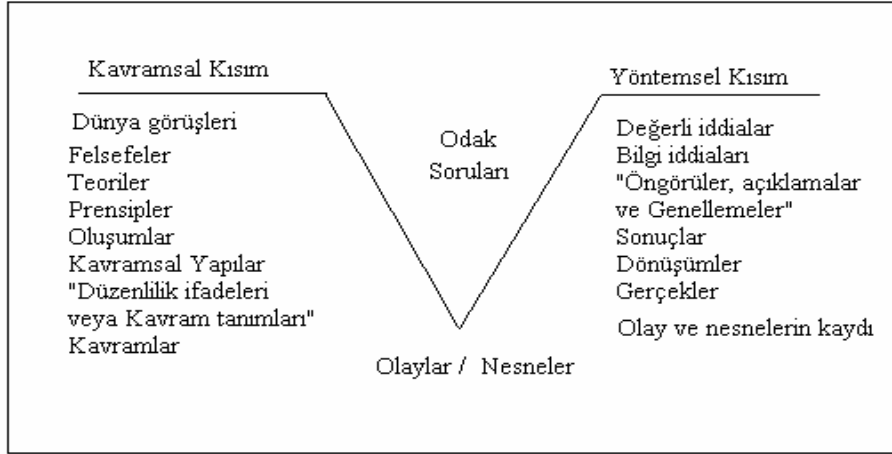 Kavramsal Kısım
Dünya görüşleri
Felsefeler
Teoriler
Prensipler
Oluşumlar
Kavramsal Yapılar
"Düzenlilik ifadeleri
veya Kavram tanımları"
Kavramlar
Odak
Soruları
Olaylar / Nesneler
Yöntemsel Kısım
Değerli iddialar
Bilgi iddiaları
"Öngörüler, açıklamalar
ve Genellemeler"
Sonuçlar
Dönüşümler
Gerçekler
Olay ve nesnelerin kaydı